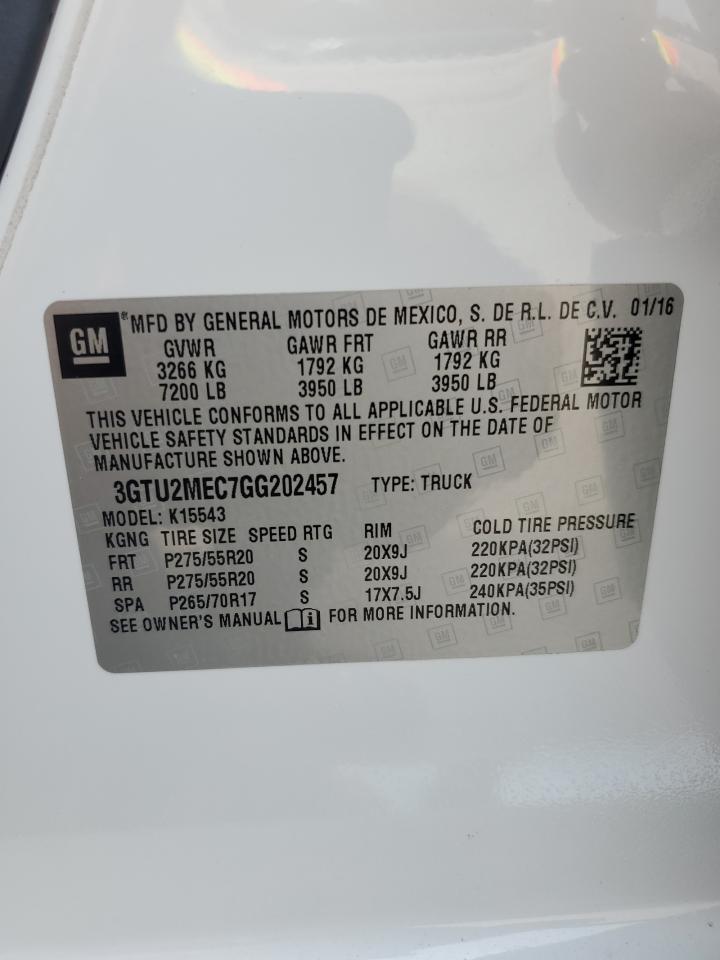 GM
®MFD BY GENERAL MOTORS DE MEXICO, S. DE R.L. DE C.V. 01/16
GVWR GAWR FRT GAWR RR
3266 KG 1792 KG 1792 KG
7200 LB 3950 LB 3950 LB
THIS VEHICLE CONFORMS TO ALL APPLICABLE U.S. FEDERAL MOTOR
VEHICLE SAFETY STANDARDS IN EFFECT ON THE DATE OF
MANUFACTURE SHOWN ABOVE.
3GTU2MEC7GG202457 TYPE: TRUCK
MODEL: K15543
KGNG TIRE SIZE SPEED RTG RIM COLD TIRE PRESSURE
FRT P275/55R20 S 20X9J 220KPA(32PSI)
RR P275/55R20 S 20X9J 220KPA(32PSI)
SPA P265/70R17 S 17X7.5J 240KPA(35PSI)
SEE OWNER'S MANUAL i FOR MORE INFORMATION.